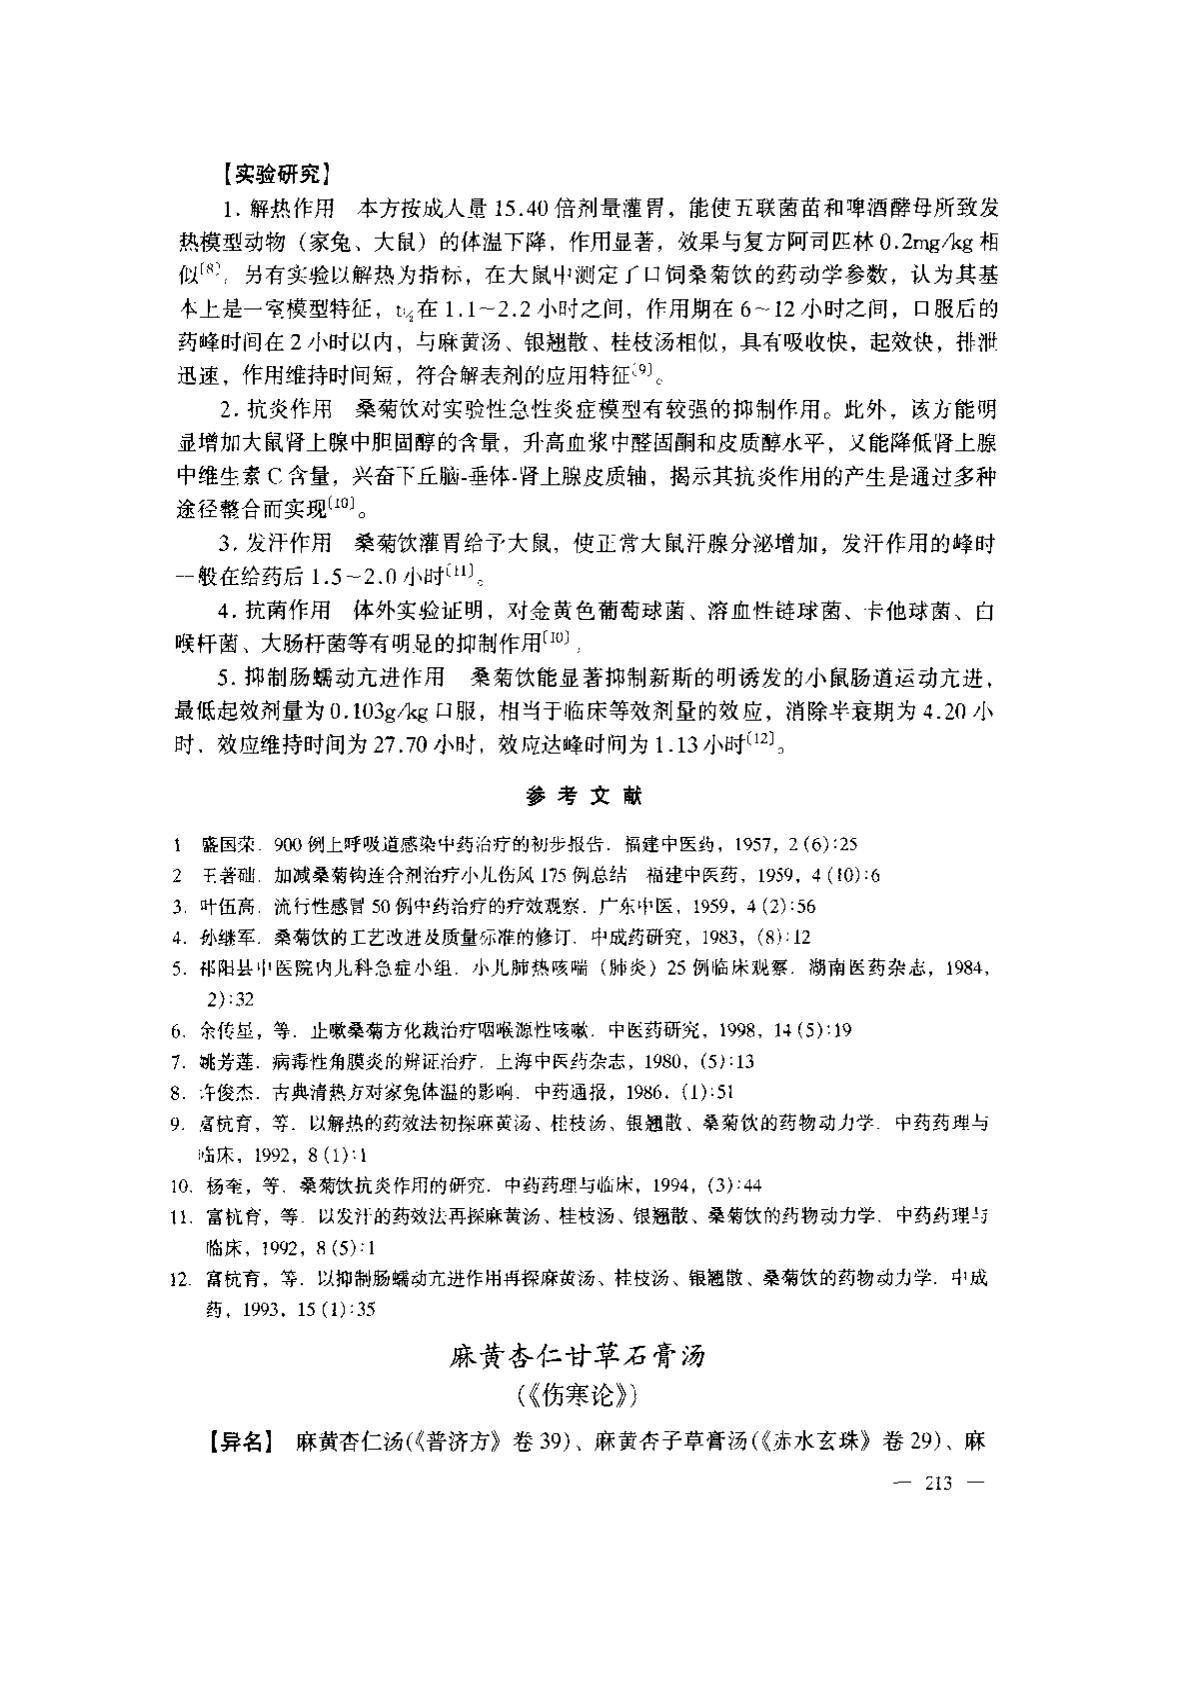 【实验研究】
1. 解热作用　本方按成人量 15.40 倍剂量灌胃，能使五联菌苗和啤酒酵母所致发
热模型动物（家兔、大鼠）的体温下降，作用显著，效果与复方阿司匹林 0.2mg/kg 相
似〔8〕；另有实验以解热为指标，在大鼠中测定了口饲桑菊饮的药动学参数，认为其基
本上是一室模型特征，t½在 1.1～2.2 小时之间，作用期在 6～12 小时之间，口服后的
药峰时间在 2 小时以内，与麻黄汤、银翘散、桂枝汤相似，具有吸收快，起效快，排泄
迅速，作用维持时间短，符合解表剂的应用特征〔9〕。
2. 抗炎作用　桑菊饮对实验性急性炎症模型有较强的抑制作用。此外，该方能明
显增加大鼠肾上腺中胆固醇的含量，升高血浆中醛固酮和皮质醇水平，又能降低肾上腺
中维生素 C 含量，兴奋下丘脑-垂体-肾上腺皮质轴，揭示其抗炎作用的产生是通过多种
途径整合而实现〔10〕。
3. 发汗作用　桑菊饮灌胃给予大鼠，使正常大鼠汗腺分泌增加，发汗作用的峰时
一般在给药后 1.5～2.0 小时〔11〕。
4. 抗菌作用　体外实验证明，对金黄色葡萄球菌、溶血性链球菌、卡他球菌、白
喉杆菌、大肠杆菌等有明显的抑制作用〔10〕。
5. 抑制肠蠕动亢进作用　桑菊饮能显著抑制新斯的明诱发的小鼠肠道运动亢进，
最低起效剂量为 0.103g/kg 口服，相当于临床等效剂量的效应，消除半衰期为 4.20 小
时，效应维持时间为 27.70 小时，效应达峰时间为 1.13 小时〔12〕。
参 考 文 献
1　盛国荣．900 例上呼吸道感染中药治疗的初步报告．福建中医药，1957，2 (6):25
2　王著础．加减桑菊钩连合剂治疗小儿伤风 175 例总结　福建中医药，1959，4 (10):6
3. 叶伍高．流行性感冒 50 例中药治疗的疗效观察．广东中医，1959，4 (2):56
4. 孙继军．桑菊饮的工艺改进及质量标准的修订．中成药研究，1983，(8):12
5. 祁阳县中医院内儿科急症小组．小儿肺热咳喘（肺炎）25 例临床观察．湖南医药杂志，1984，
2):32
6. 余传星，等．止嗽桑菊方化裁治疗咽喉源性咳嗽．中医药研究，1998，14 (5):19
7. 姚芳莲．病毒性角膜炎的辨证治疗．上海中医药杂志，1980，(5):13
8. 许俊杰．古典清热方对家兔体温的影响．中药通报，1986．(1):51
9. 富杭育，等．以解热的药效法初探麻黄汤、桂枝汤、银翘散、桑菊饮的药物动力学．中药药理与
临床，1992，8 (1):1
10. 杨奎，等．桑菊饮抗炎作用的研究．中药药理与临床，1994，(3):44
11. 富杭育，等．以发汗的药效法再探麻黄汤、桂枝汤、银翘散、桑菊饮的药物动力学．中药药理与
临床，1992，8 (5):1
12. 富杭育，等．以抑制肠蠕动亢进作用再探麻黄汤、桂枝汤、银翘散、桑菊饮的药物动力学．中成
药，1993，15 (1):35
麻黄杏仁甘草石膏汤
(《伤寒论》)
【异名】　麻黄杏仁汤(《普济方》卷 39)、麻黄杏子草膏汤(《赤水玄珠》卷 29)、麻
— 213 —